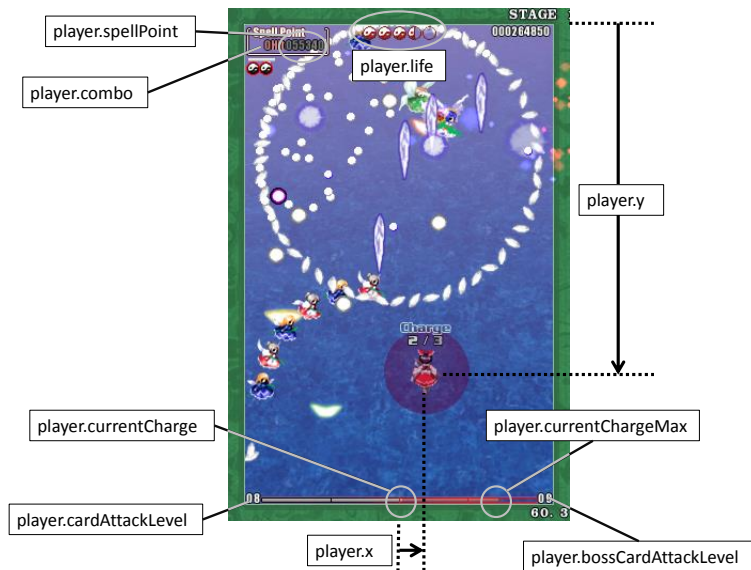 STAGE
player.spellPoint
Spell Point
000264850
055340
player.life
player.combo
player.y
Charge
2 / 3
player.currentCharge
player.currentChargeMax
08
09
player.cardAttackLevel
60. 3
player.x
player.bossCardAttackLevel